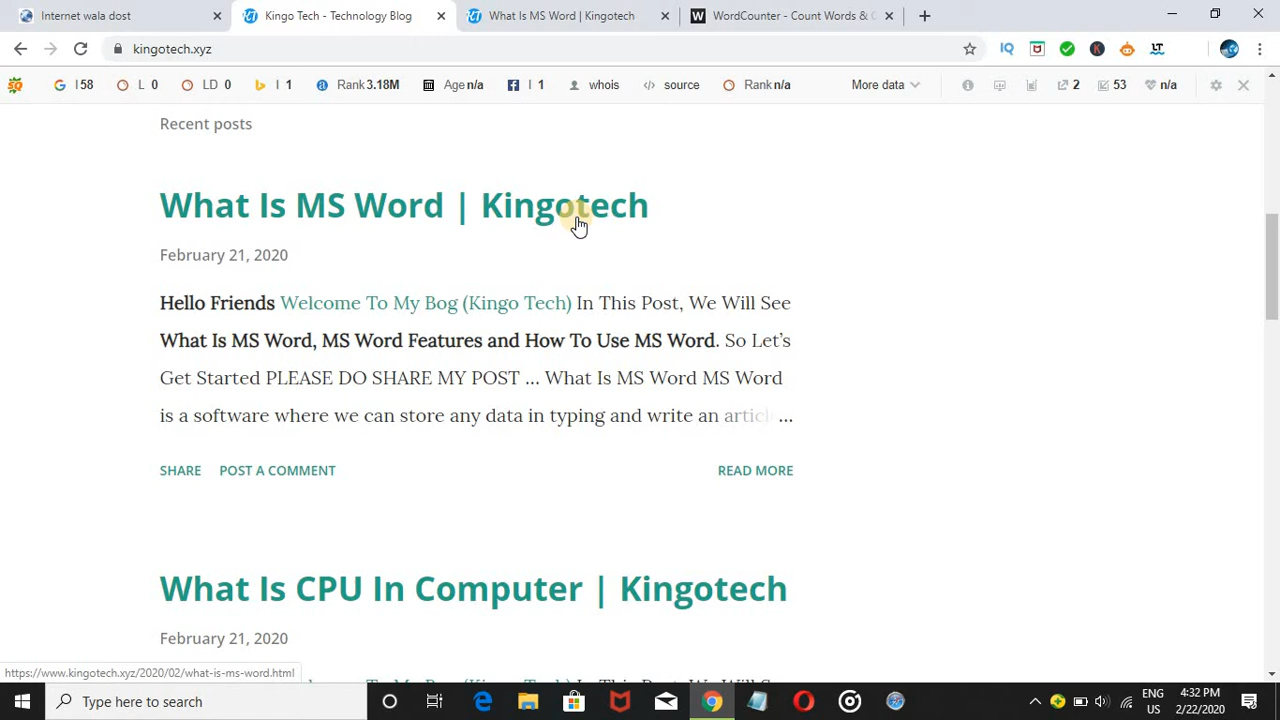 Internet wala dost
Kingo Tech - Technology Blog
What Is MS Word | Kingotech
WordCounter - Count Words & C
kingotech.xyz
I 58
L 0
LD 0
I 1
Rank 3.18M
Age n/a
I 1
whois
source
Rank n/a
More data
2
53
n/a
Recent posts
What Is MS Word | Kingotech
February 21, 2020
Hello Friends Welcome To My Bog (Kingo Tech) In This Post, We Will See
What Is MS Word, MS Word Features and How To Use MS Word. So Let's
Get Started PLEASE DO SHARE MY POST ... What Is MS Word MS Word
is a software where we can store any data in typing and write an article ...
SHARE POST A COMMENT READ MORE
What Is CPU In Computer | Kingotech
February 21, 2020
https://www.kingotech.xyz/2020/02/what-is-ms-word.html
Type here to search
ENG
US
4:32 PM
2/22/2020